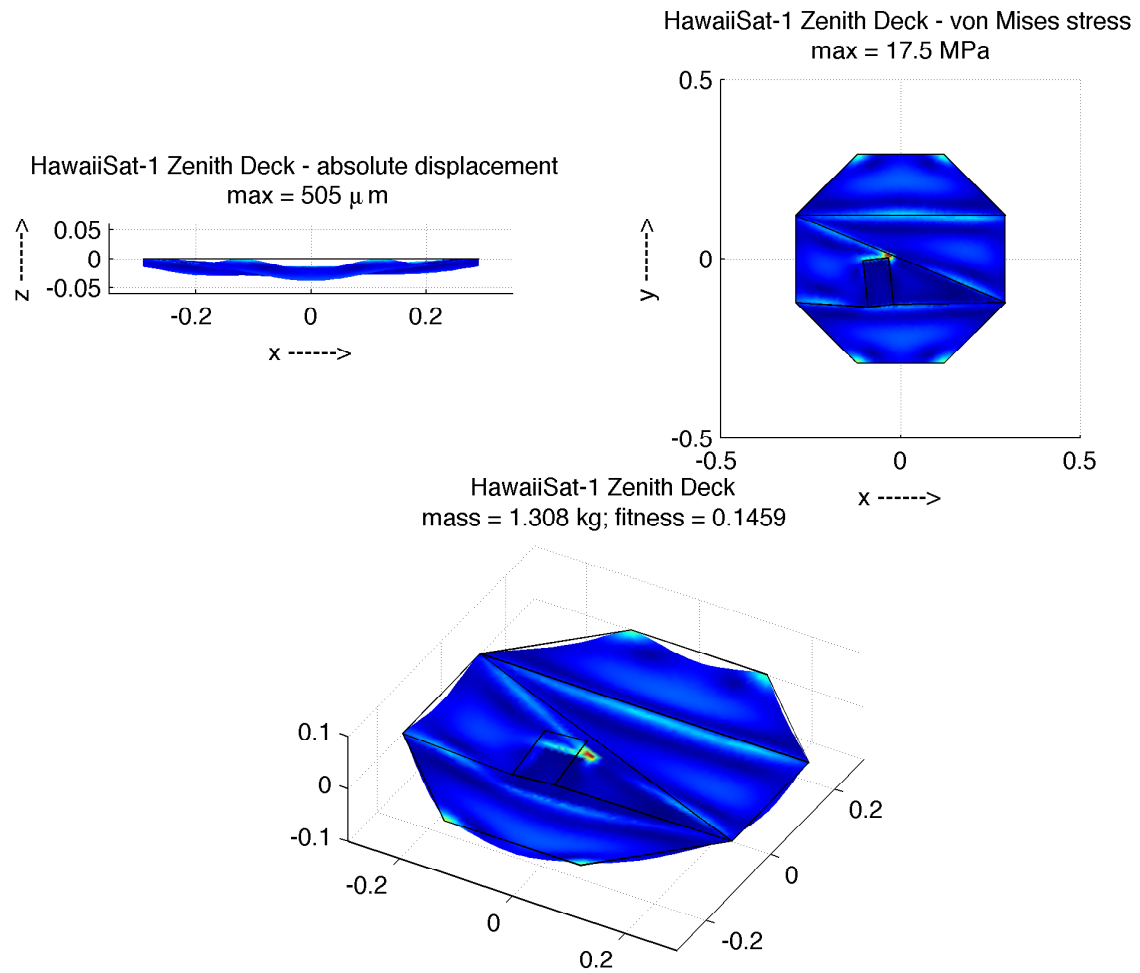 HawaiiSat-1 Zenith Deck - von Mises stress
max = 17.5 MPa
0.5
0
-0.5
y ------>
-0.5
0
0.5
x ------>
HawaiiSat-1 Zenith Deck - absolute displacement
max = 505 μ m
0.05
0
-0.05
z ------>
-0.2
0
0.2
x ------>
HawaiiSat-1 Zenith Deck
mass = 1.308 kg; fitness = 0.1459
0.1
0
-0.1
-0.2
0
0.2
-0.2
0
0.2